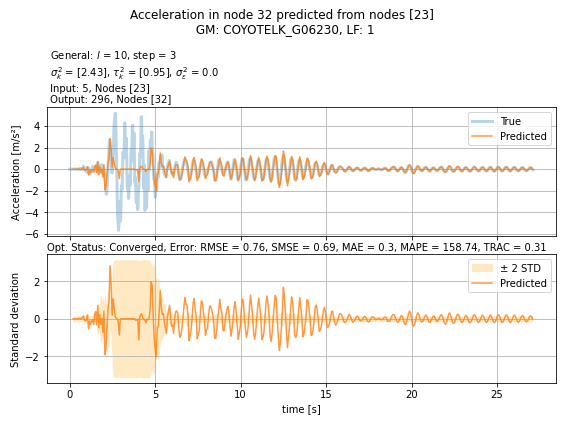 Acceleration in node 32 predicted from nodes [23]
GM: COYOTELK_G06230, LF: 1
General: l = 10, step = 3
σ²_k = [2.43], τ²_k = [0.95], σ²_ε = 0.0
Input: 5, Nodes [23]
Output: 296, Nodes [32]
Acceleration [m/s²]
4
2
0
−2
−4
−6
True
Predicted
Opt. Status: Converged, Error: RMSE = 0.76, SMSE = 0.69, MAE = 0.3, MAPE = 158.74, TRAC = 0.31
Standard deviation
2
0
−2
± 2 STD
Predicted
0 5 10 15 20 25
time [s]